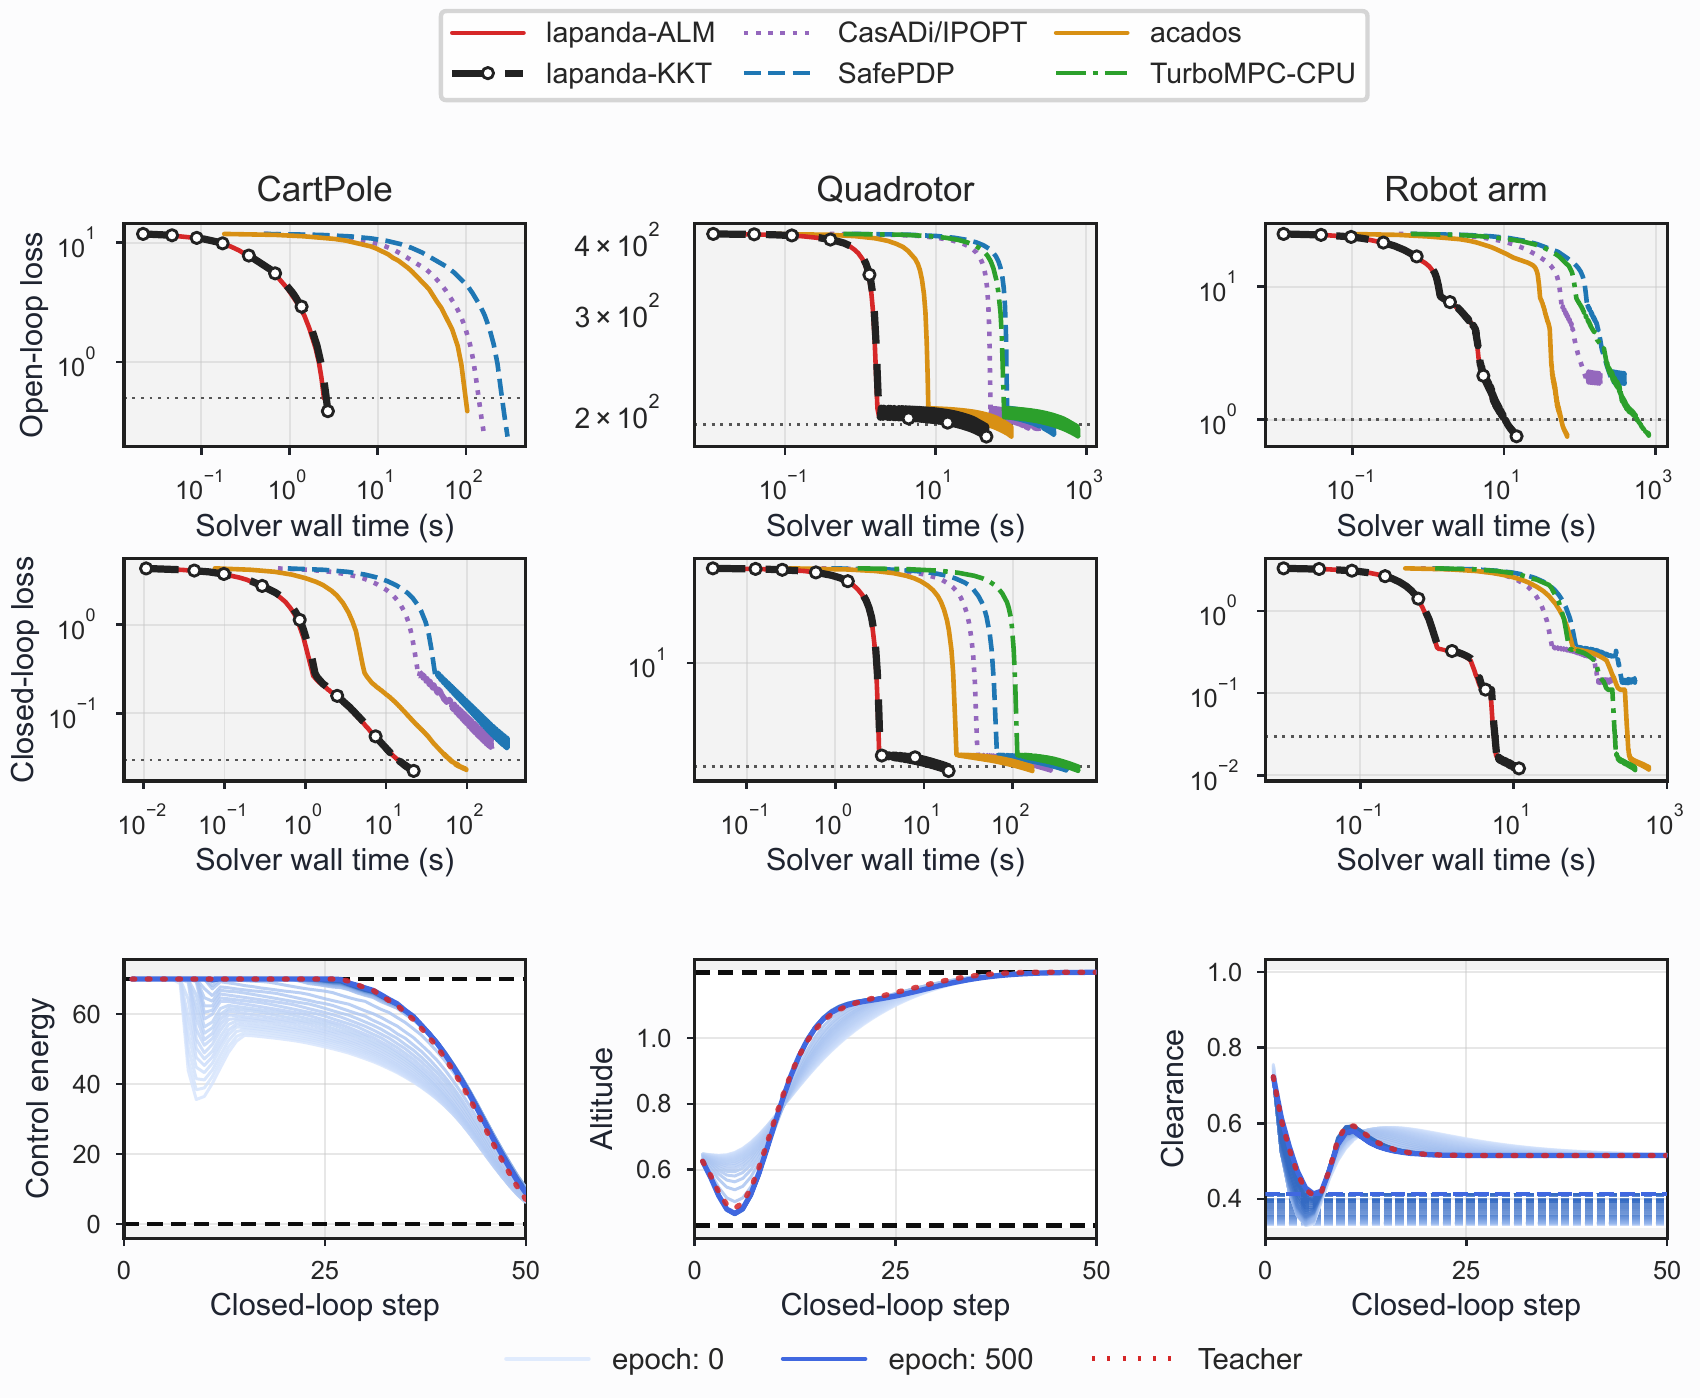 lapanda-ALM CasADi/IPOPT acados
lapanda-KKT SafePDP TurboMPC-CPU
CartPole Quadrotor Robot arm
Open-loop loss
10^1
10^0
10^−1 10^0 10^1 10^2
Solver wall time (s)
4 × 10^2
3 × 10^2
2 × 10^2
10^−1 10^1 10^3
Solver wall time (s)
10^1
10^0
10^−1 10^1 10^3
Solver wall time (s)
Closed-loop loss
10^0
10^−1
10^−2 10^−1 10^0 10^1 10^2
Solver wall time (s)
10^1
10^−1 10^0 10^1 10^2
Solver wall time (s)
10^0
10^−1
10^−2
10^−1 10^1 10^3
Solver wall time (s)
Control energy
60
40
20
0
0 25 50
Closed-loop step
Altitude
1.0
0.8
0.6
0 25 50
Closed-loop step
Clearance
1.0
0.8
0.6
0.4
0 25 50
Closed-loop step
epoch: 0 epoch: 500 Teacher